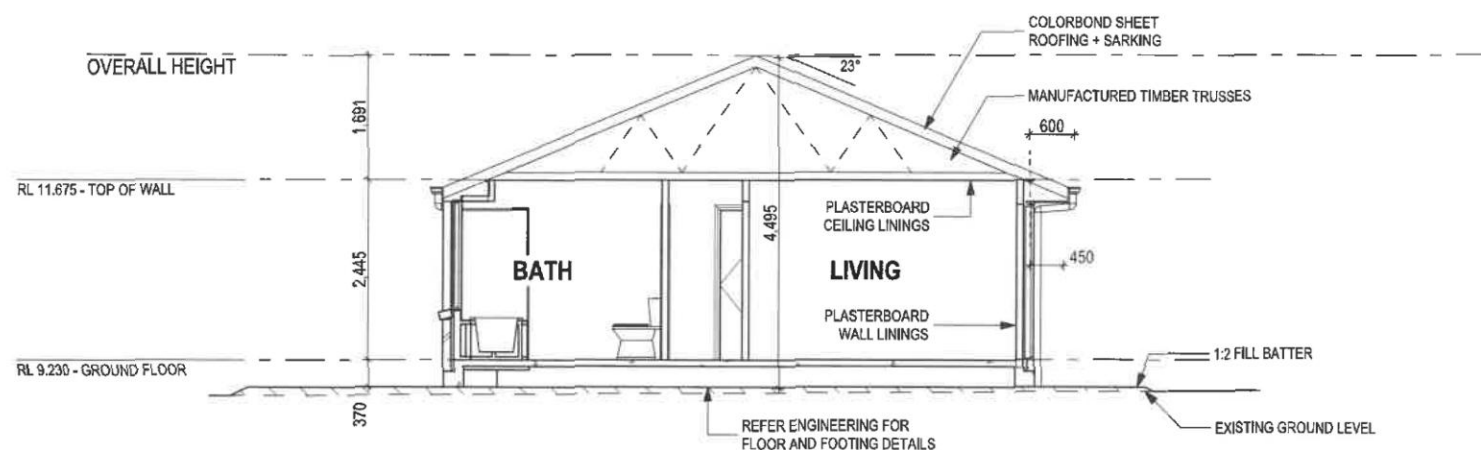 COLORBOND SHEET
ROOFING + SARKING
OVERALL HEIGHT
23°
MANUFACTURED TIMBER TRUSSES
1.691
600
RL 11.675 - TOP OF WALL
PLASTERBOARD
CEILING LININGS
4.495
2.445
BATH
LIVING
450
PLASTERBOARD
WALL LININGS
1:2 FILL BATTER
RL 9.230 - GROUND FLOOR
370
REFER ENGINEERING FOR
FLOOR AND FOOTING DETAILS
EXISTING GROUND LEVEL